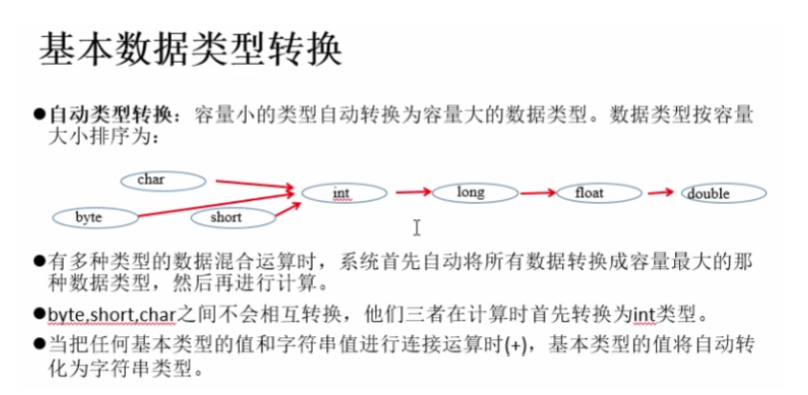 基本数据类型转换
●自动类型转换：容量小的类型自动转换为容量大的数据类型。数据类型按容量
大小排序为：
char
int
long
float
double
byte
short
●有多种类型的数据混合运算时，系统首先自动将所有数据转换成容量最大的那
种数据类型，然后再进行计算。
●byte,short,char之间不会相互转换，他们三者在计算时首先转换为int类型。
●当把任何基本类型的值和字符串值进行连接运算时(+)，基本类型的值将自动转
化为字符串类型。